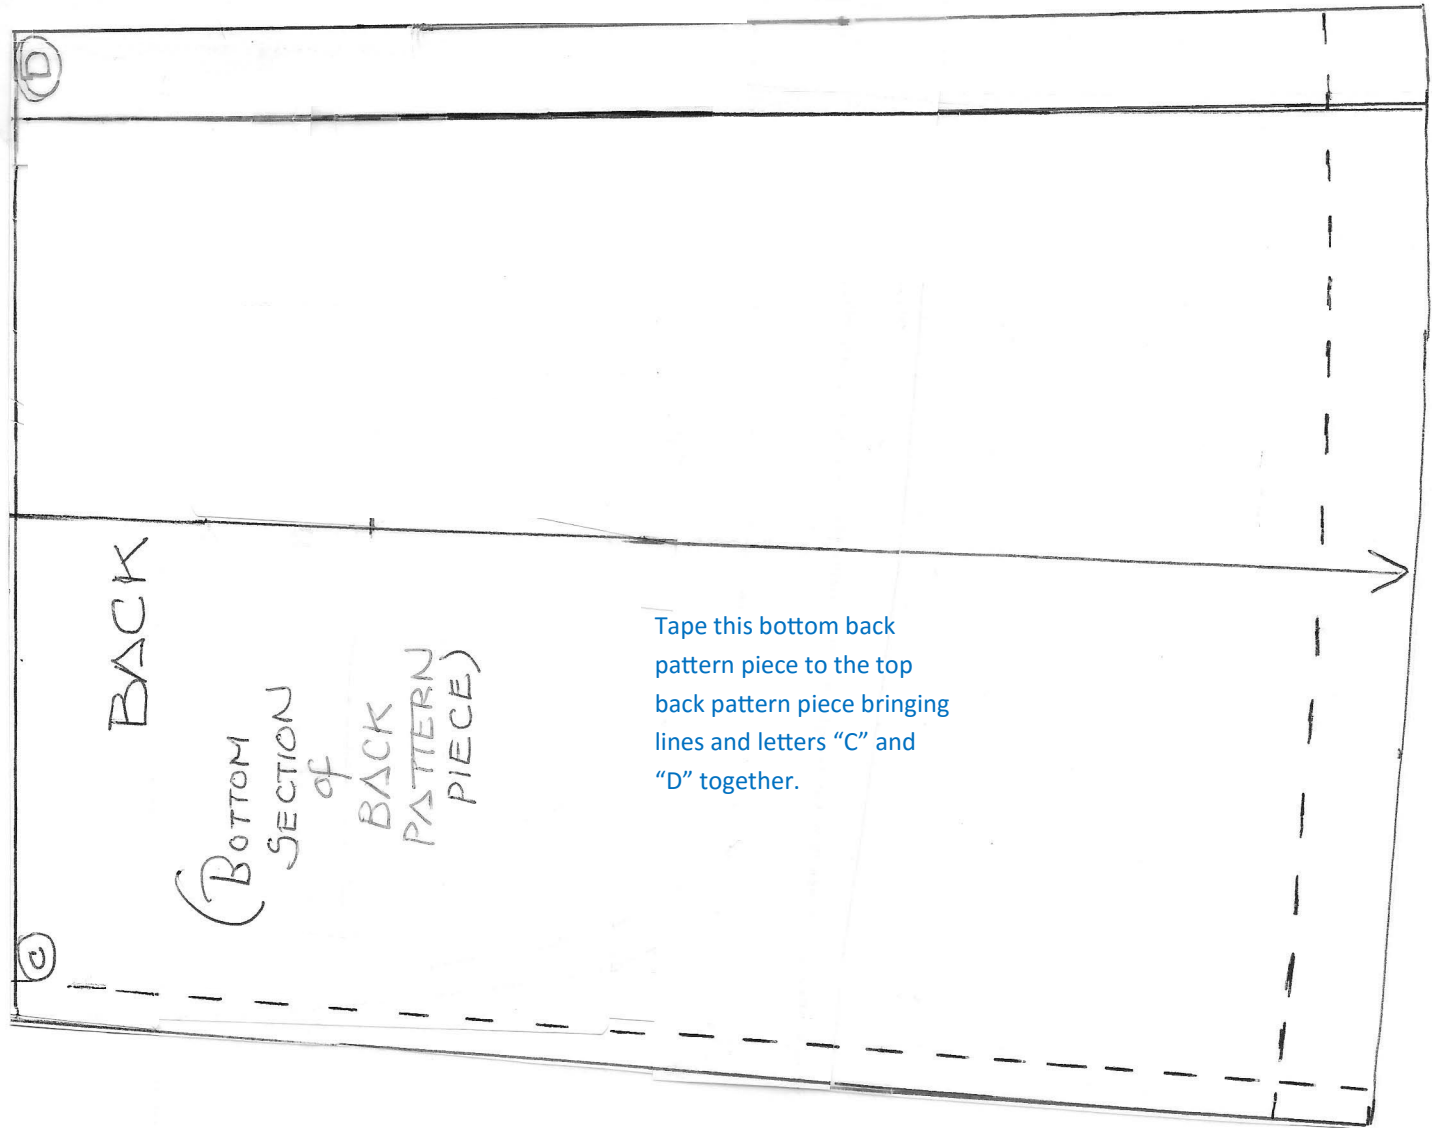 D
BACK
(BOTTOM
SECTION
of
BACK
PATTERN
PIECE)
C
Tape this bottom back
pattern piece to the top
back pattern piece bringing
lines and letters “C” and
“D” together.